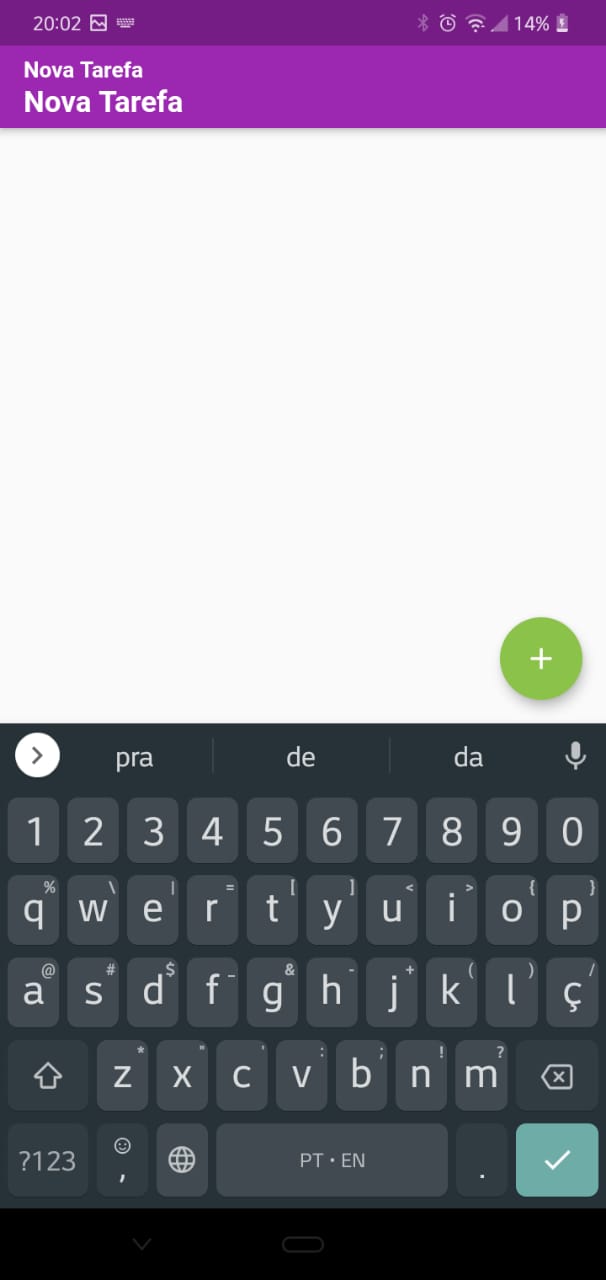 20:02 14%
Nova Tarefa
Nova Tarefa
+
pra de da
1 2 3 4 5 6 7 8 9 0
% \ | = [ ] < > { }
q w e r t y u i o p
@ # $ _ & - + ( ) /
a s d f g h j k l ç
* " ' : ; ! ?
z x c v b n m
?123 , PT • EN .